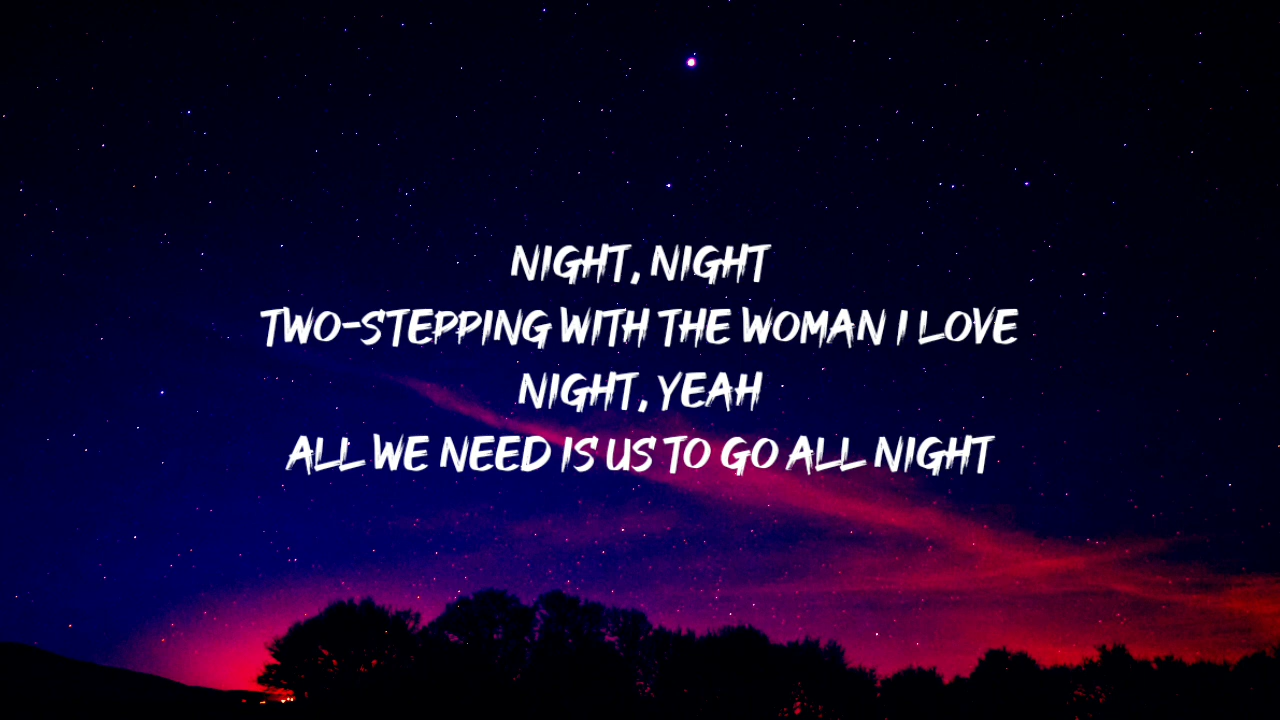 NIGHT, NIGHT
TWO-STEPPING WITH THE WOMAN I LOVE
NIGHT, YEAH
ALL WE NEED IS US TO GO ALL NIGHT